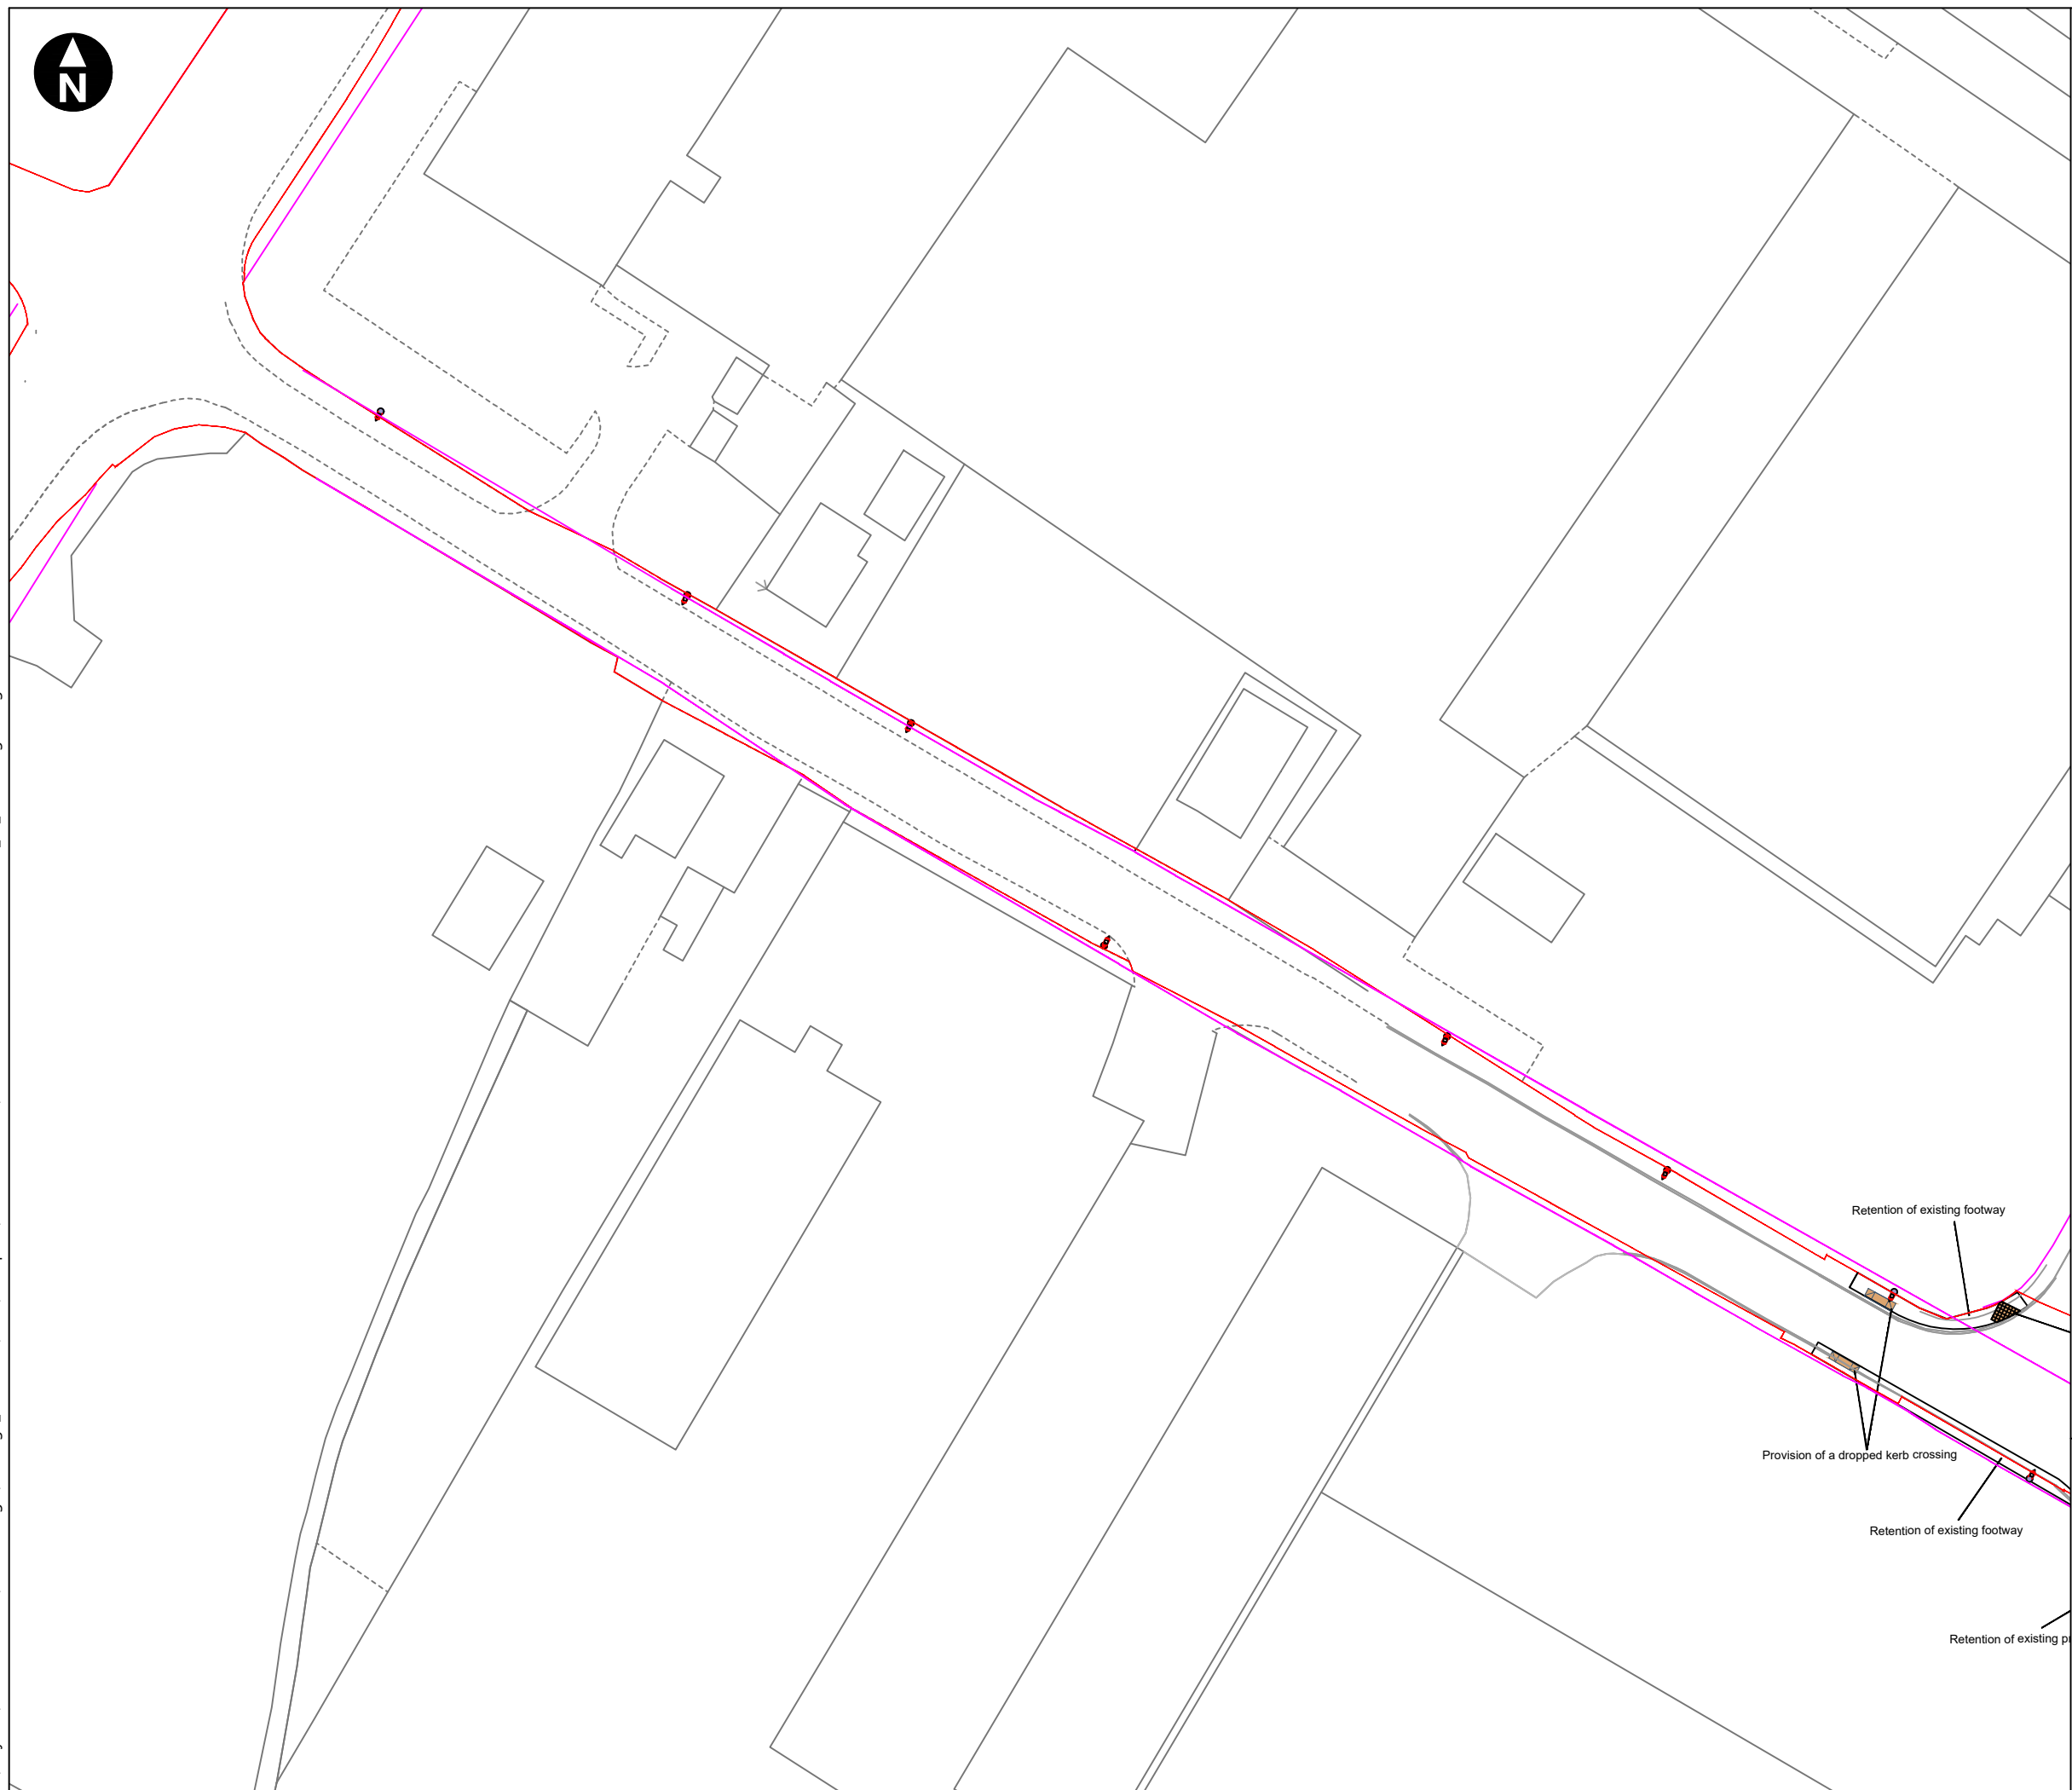 N
Retention of existing footway
Provision of a dropped kerb crossing
Retention of existing footway
Retention of existing